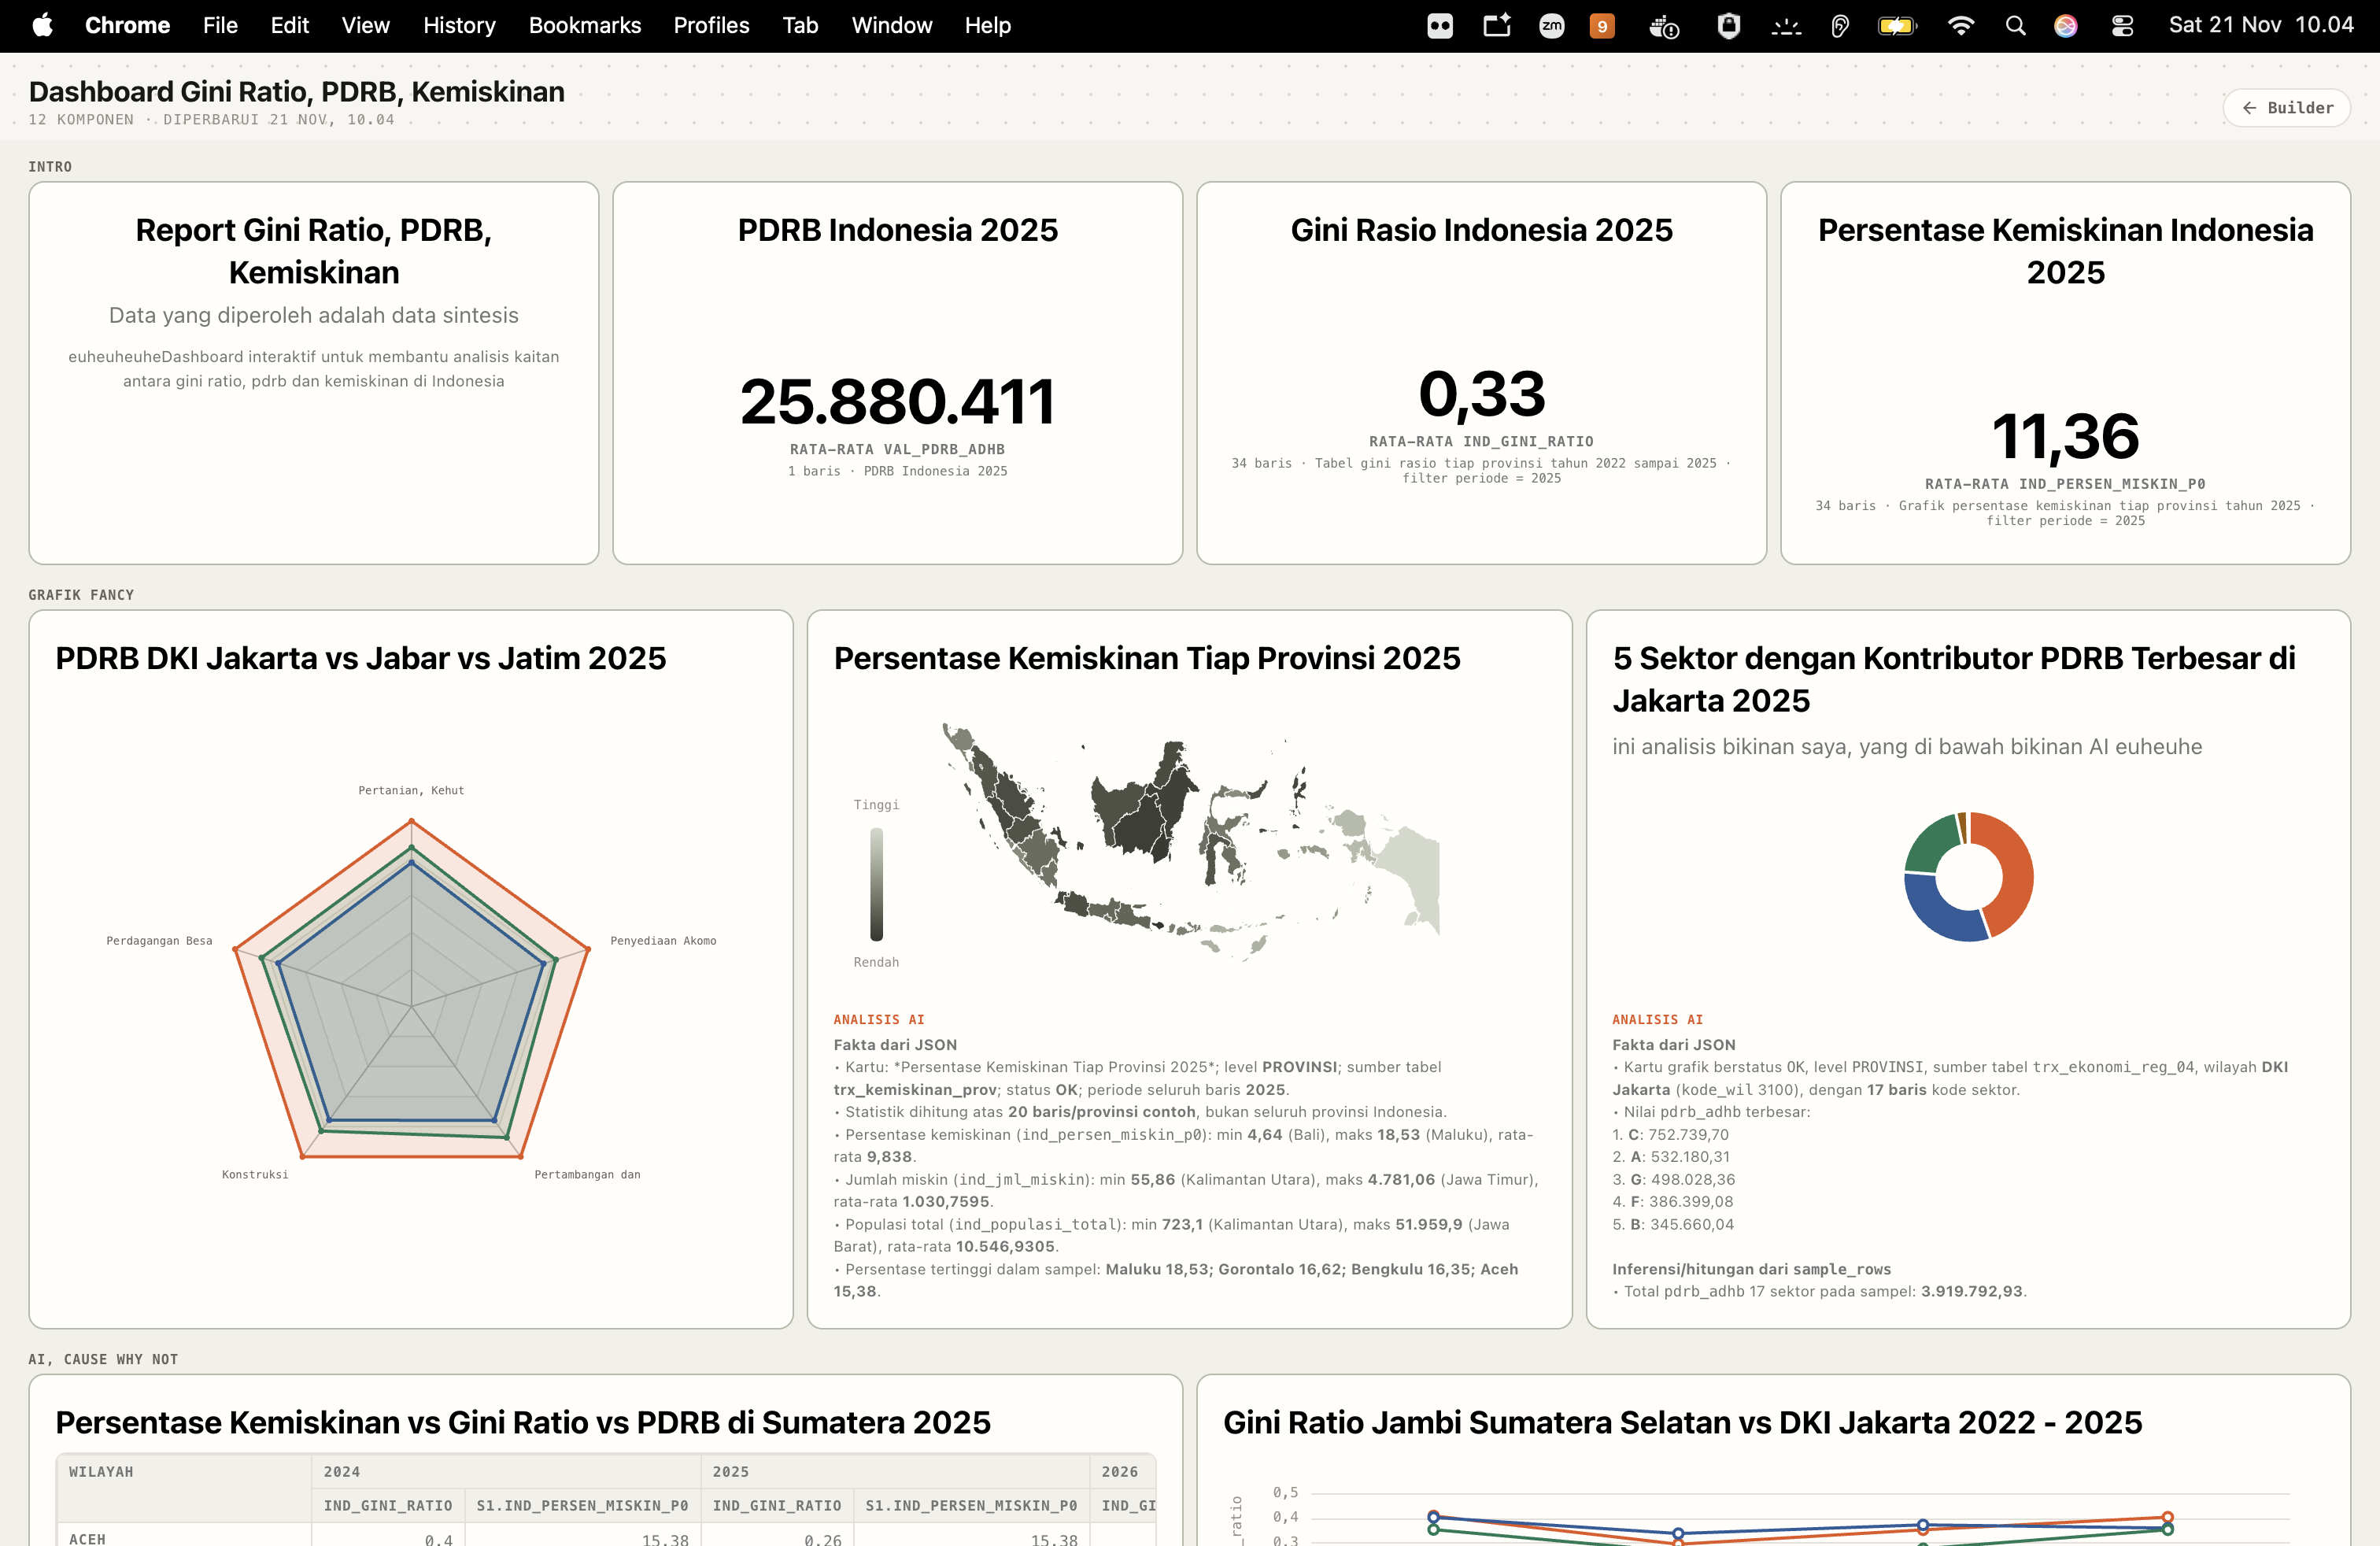 Chrome File Edit View History Bookmarks Profiles Tab Window Help zm 9 Sat 21 Nov 10.04
Dashboard Gini Ratio, PDRB, Kemiskinan
12 KOMPONEN · DIPERBARUI 21 NOV, 10.04
← Builder
INTRO
Report Gini Ratio, PDRB,
Kemiskinan
Data yang diperoleh adalah data sintesis
euheuheuheDashboard interaktif untuk membantu analisis kaitan
antara gini ratio, pdrb dan kemiskinan di Indonesia
PDRB Indonesia 2025
25.880.411
RATA-RATA VAL_PDRB_ADHB
1 baris · PDRB Indonesia 2025
Gini Rasio Indonesia 2025
0,33
RATA-RATA IND_GINI_RATIO
34 baris · Tabel gini rasio tiap provinsi tahun 2022 sampai 2025 ·
filter periode = 2025
Persentase Kemiskinan Indonesia
2025
11,36
RATA-RATA IND_PERSEN_MISKIN_P0
34 baris · Grafik persentase kemiskinan tiap provinsi tahun 2025 ·
filter periode = 2025
GRAFIK FANCY
PDRB DKI Jakarta vs Jabar vs Jatim 2025
Pertanian, Kehut
Perdagangan Besa
Penyediaan Akomo
Konstruksi
Pertambangan dan
Persentase Kemiskinan Tiap Provinsi 2025
Tinggi
Rendah
ANALISIS AI
Fakta dari JSON
• Kartu: *Persentase Kemiskinan Tiap Provinsi 2025*; level PROVINSI; sumber tabel
trx_kemiskinan_prov; status OK; periode seluruh baris 2025.
• Statistik dihitung atas 20 baris/provinsi contoh, bukan seluruh provinsi Indonesia.
• Persentase kemiskinan (ind_persen_miskin_p0): min 4,64 (Bali), maks 18,53 (Maluku), rata-
rata 9,838.
• Jumlah miskin (ind_jml_miskin): min 55,86 (Kalimantan Utara), maks 4.781,06 (Jawa Timur),
rata-rata 1.030,7595.
• Populasi total (ind_populasi_total): min 723,1 (Kalimantan Utara), maks 51.959,9 (Jawa
Barat), rata-rata 10.546,9305.
• Persentase tertinggi dalam sampel: Maluku 18,53; Gorontalo 16,62; Bengkulu 16,35; Aceh
15,38.
5 Sektor dengan Kontributor PDRB Terbesar di
Jakarta 2025
ini analisis bikinan saya, yang di bawah bikinan AI euheuhe
ANALISIS AI
Fakta dari JSON
• Kartu grafik berstatus OK, level PROVINSI, sumber tabel trx_ekonomi_reg_04, wilayah DKI
Jakarta (kode_wil 3100), dengan 17 baris kode sektor.
• Nilai pdrb_adhb terbesar:
1. C: 752.739,70
2. A: 532.180,31
3. G: 498.028,36
4. F: 386.399,08
5. B: 345.660,04
Inferensi/hitungan dari sample_rows
• Total pdrb_adhb 17 sektor pada sampel: 3.919.792,93.
AI, CAUSE WHY NOT
Persentase Kemiskinan vs Gini Ratio vs PDRB di Sumatera 2025
WILAYAH 2024 2025 2026
IND_GINI_RATIO S1.IND_PERSEN_MISKIN_P0 IND_GINI_RATIO S1.IND_PERSEN_MISKIN_P0 IND_GI
ACEH 0.4 15.38 0.26 15.38
Gini Ratio Jambi Sumatera Selatan vs DKI Jakarta 2022 - 2025
_ratio
0,5
0,4
0,3